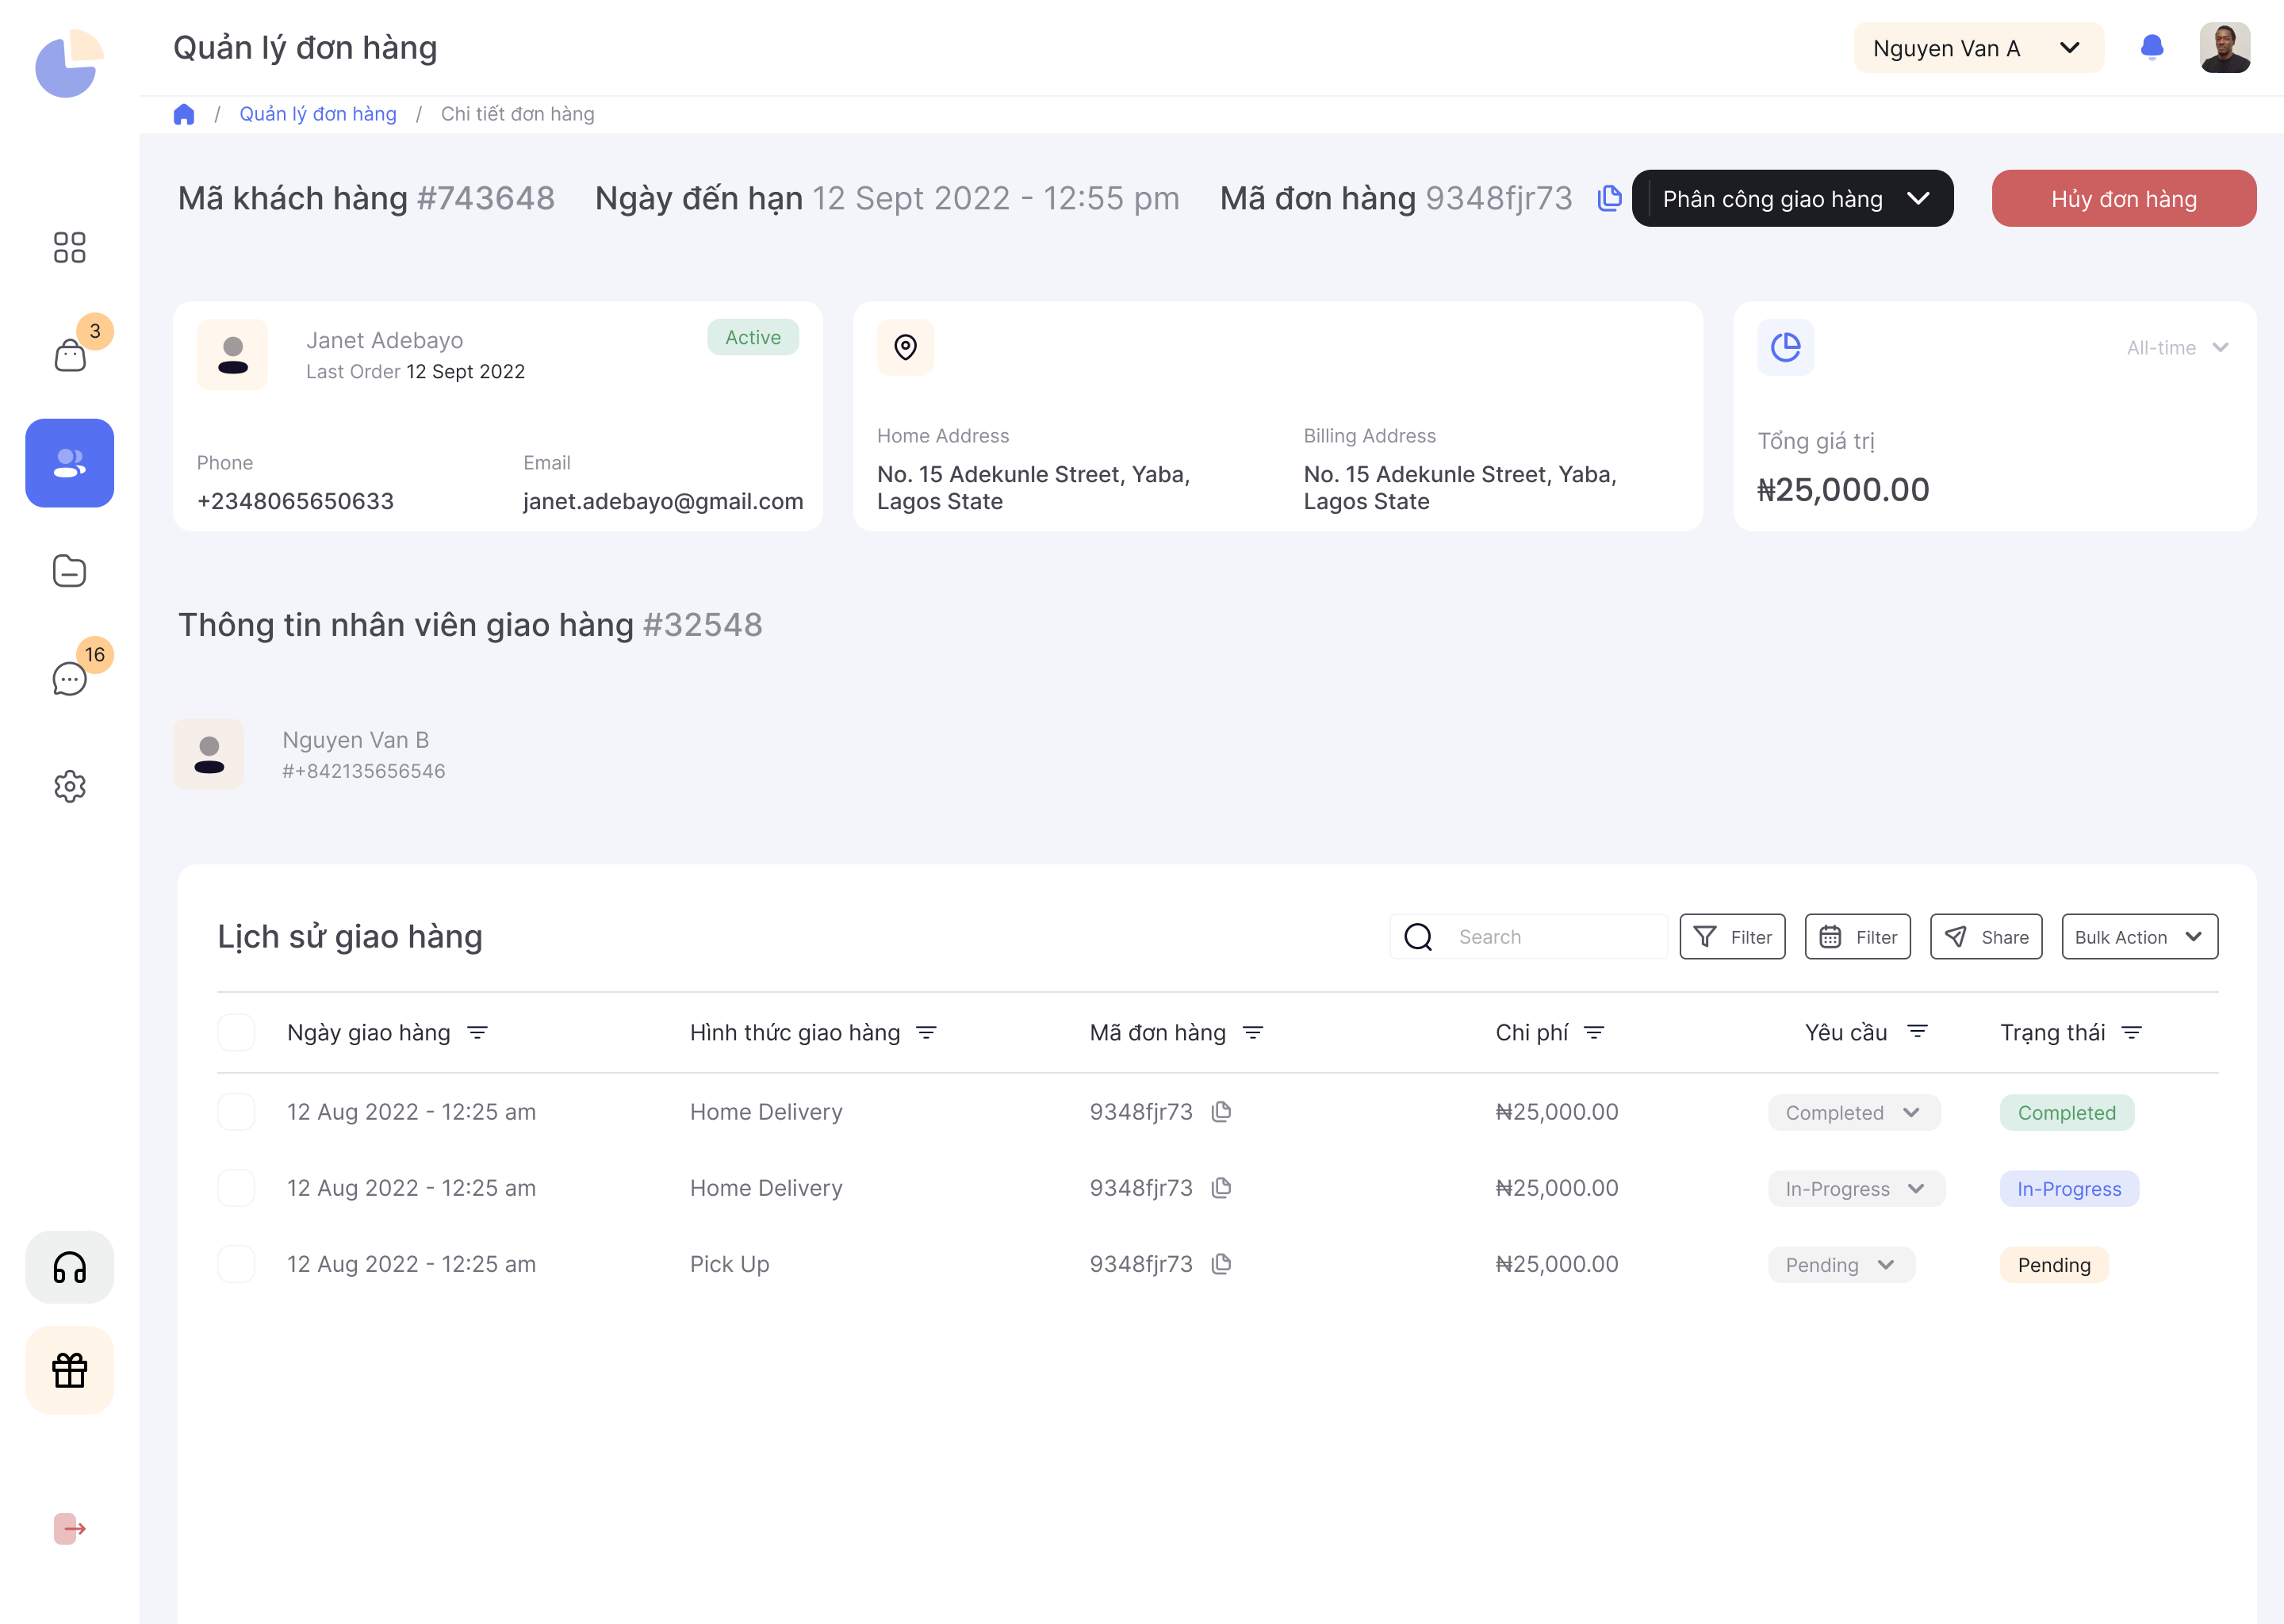 Quản lý đơn hàng
Nguyen Van A
/ Quản lý đơn hàng / Chi tiết đơn hàng
Mã khách hàng #743648 Ngày đến hạn 12 Sept 2022 - 12:55 pm Mã đơn hàng 9348fjr73
Phân công giao hàng
Hủy đơn hàng
3
16
Janet Adebayo
Last Order 12 Sept 2022
Active
Phone
+2348065650633
Email
janet.adebayo@gmail.com
Home Address
No. 15 Adekunle Street, Yaba,
Lagos State
Billing Address
No. 15 Adekunle Street, Yaba,
Lagos State
All-time
Tổng giá trị
₦25,000.00
Thông tin nhân viên giao hàng #32548
Nguyen Van B
#+842135656546
Lịch sử giao hàng
Search
Filter
Filter
Share
Bulk Action
Ngày giao hàng Hình thức giao hàng Mã đơn hàng Chi phí Yêu cầu Trạng thái
12 Aug 2022 - 12:25 am Home Delivery 9348fjr73 ₦25,000.00 Completed Completed
12 Aug 2022 - 12:25 am Home Delivery 9348fjr73 ₦25,000.00 In-Progress In-Progress
12 Aug 2022 - 12:25 am Pick Up 9348fjr73 ₦25,000.00 Pending Pending